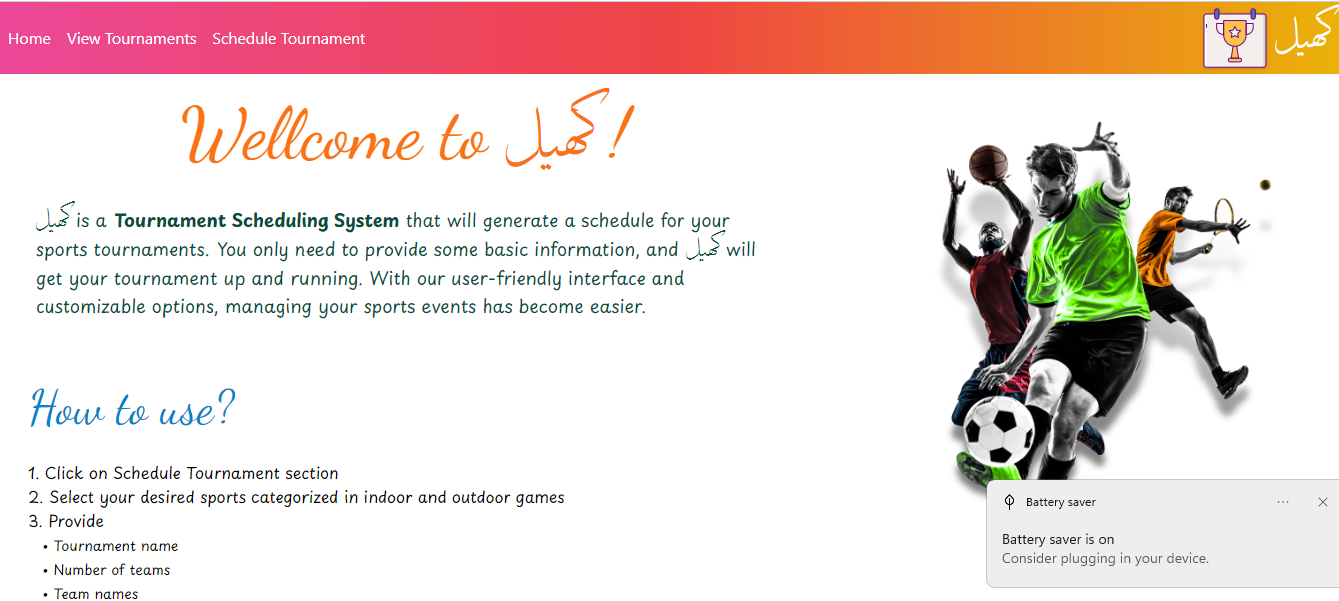 Home View Tournaments Schedule Tournament کھیل
Wellcome to کھیل!
کھیل is a Tournament Scheduling System that will generate a schedule for your
sports tournaments. You only need to provide some basic information, and کھیل will
get your tournament up and running. With our user-friendly interface and
customizable options, managing your sports events has become easier.
How to use?
1. Click on Schedule Tournament section
2. Select your desired sports categorized in indoor and outdoor games
3. Provide
• Tournament name
• Number of teams
• Team names
Battery saver
Battery saver is on
Consider plugging in your device.